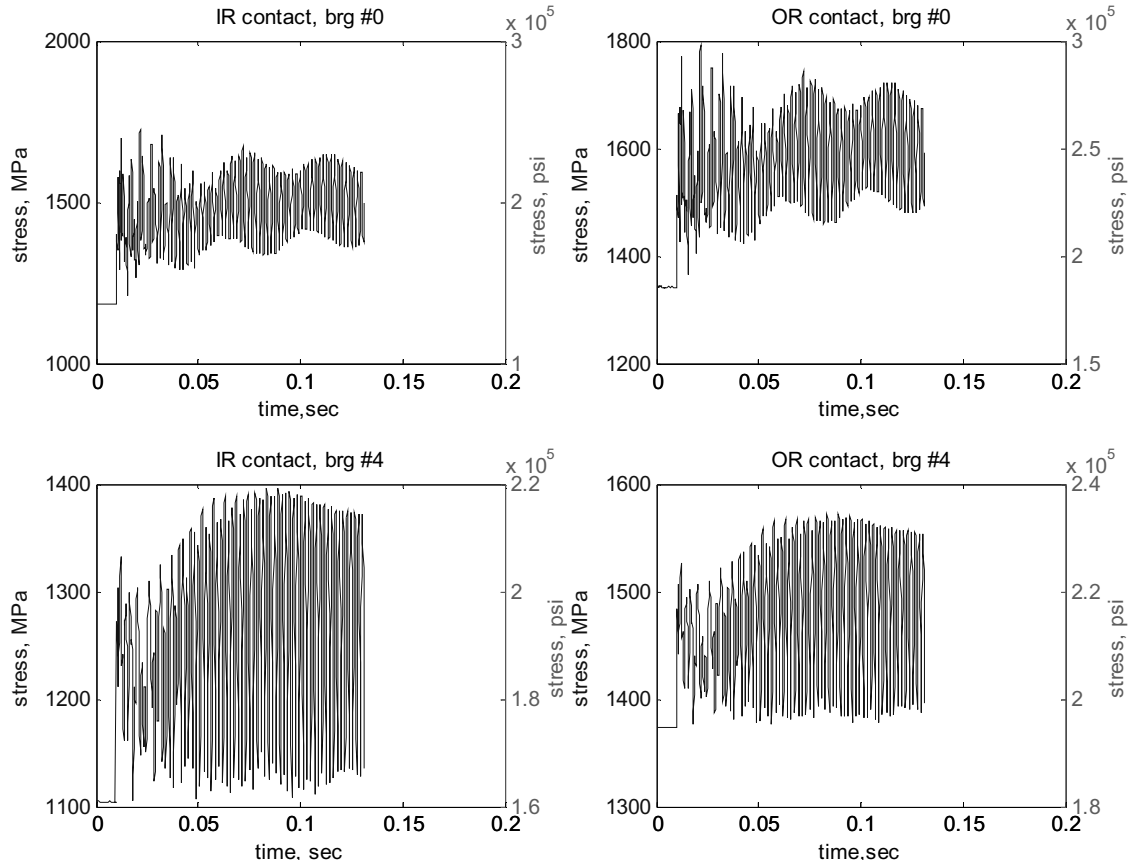 IR contact, brg #0
x 10^5
2000
1500
1000
3
2
1
stress, MPa
stress, psi
0 0.05 0.1 0.15 0.2
time,sec
OR contact, brg #0
x 10^5
1800
1600
1400
1200
3
2.5
2
1.5
stress, MPa
stress, psi
0 0.05 0.1 0.15 0.2
time,sec
IR contact, brg #4
x 10^5
1400
1300
1200
1100
2.2
2
1.8
1.6
stress, MPa
stress, psi
0 0.05 0.1 0.15 0.2
time, sec
OR contact, brg #4
x 10^5
1600
1500
1400
1300
2.4
2.2
2
1.8
stress, MPa
stress, psi
0 0.05 0.1 0.15 0.2
time,sec